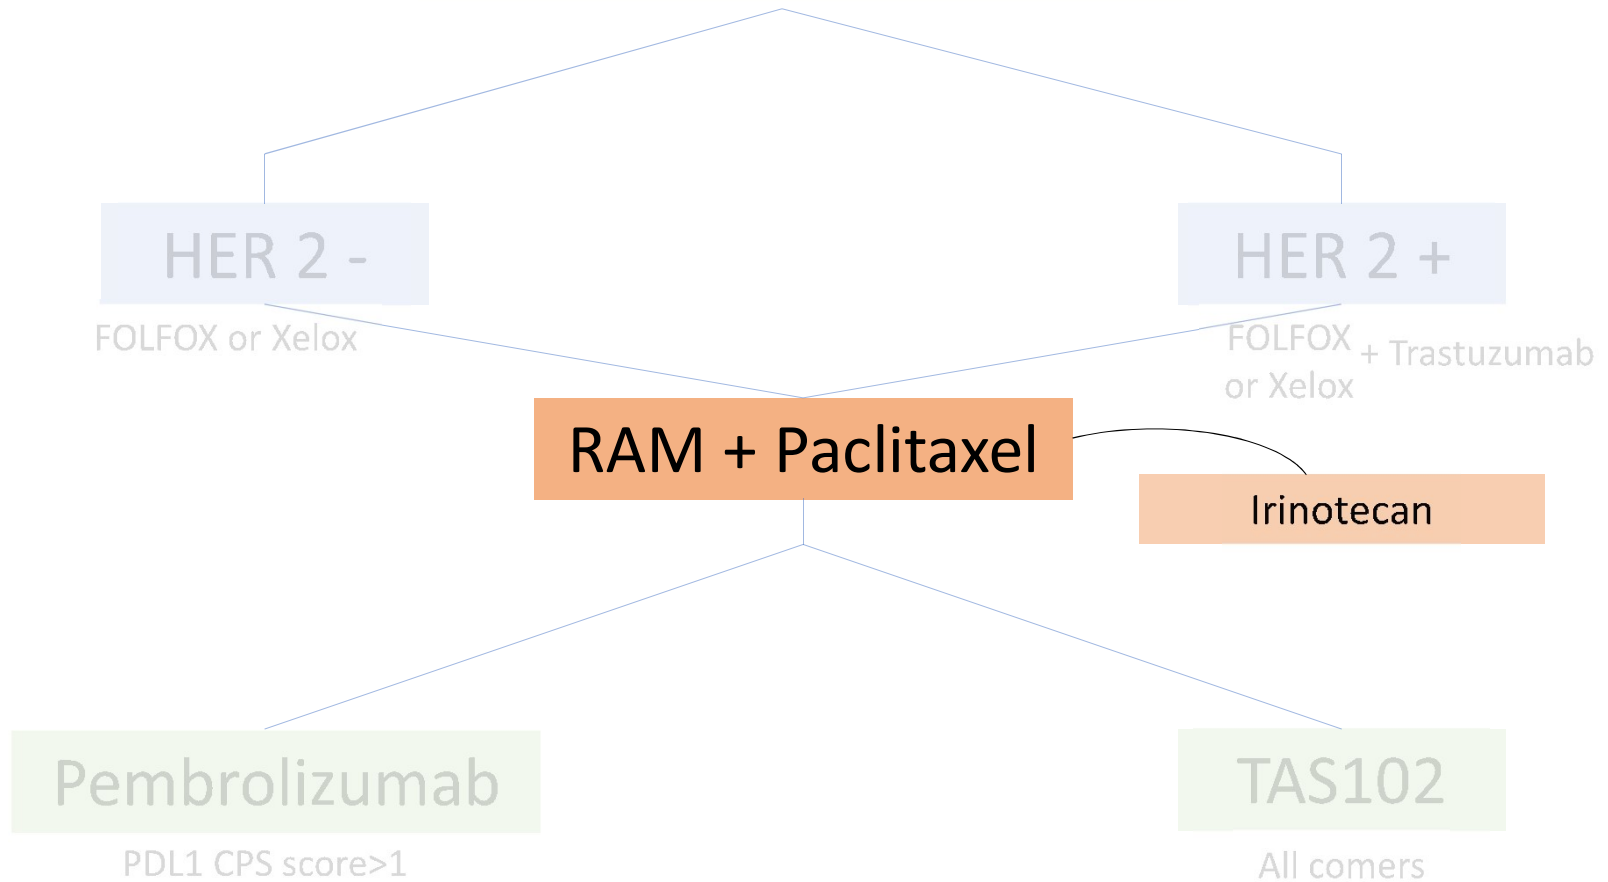 HER 2 -
HER 2 +
FOLFOX or Xelox
FOLFOX
or Xelox
+ Trastuzumab
RAM + Paclitaxel
Irinotecan
Pembrolizumab
TAS102
PDL1 CPS score>1
All comers